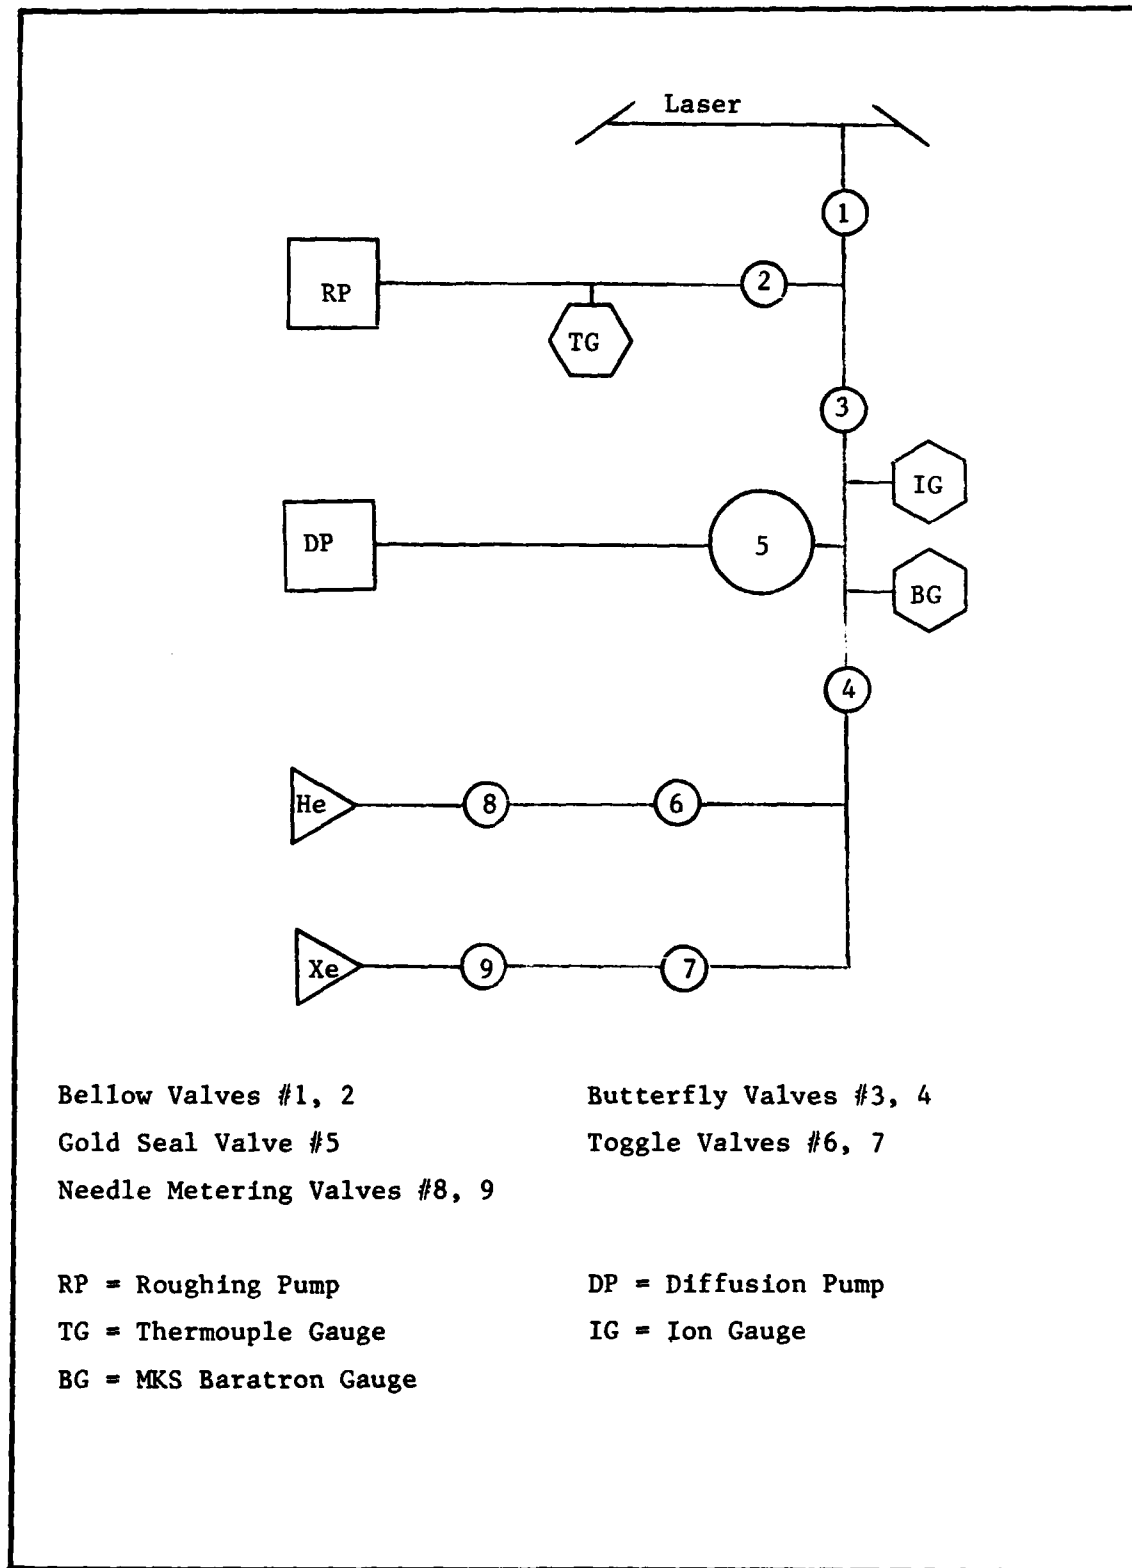 Laser
1
2
RP
TG
3
IG
DP
5
BG
4
He
8
6
Xe
9
7
Bellow Valves #1, 2
Butterfly Valves #3, 4
Gold Seal Valve #5
Toggle Valves #6, 7
Needle Metering Valves #8, 9
RP = Roughing Pump
DP = Diffusion Pump
TG = Thermouple Gauge
IG = Ion Gauge
BG = MKS Baratron Gauge